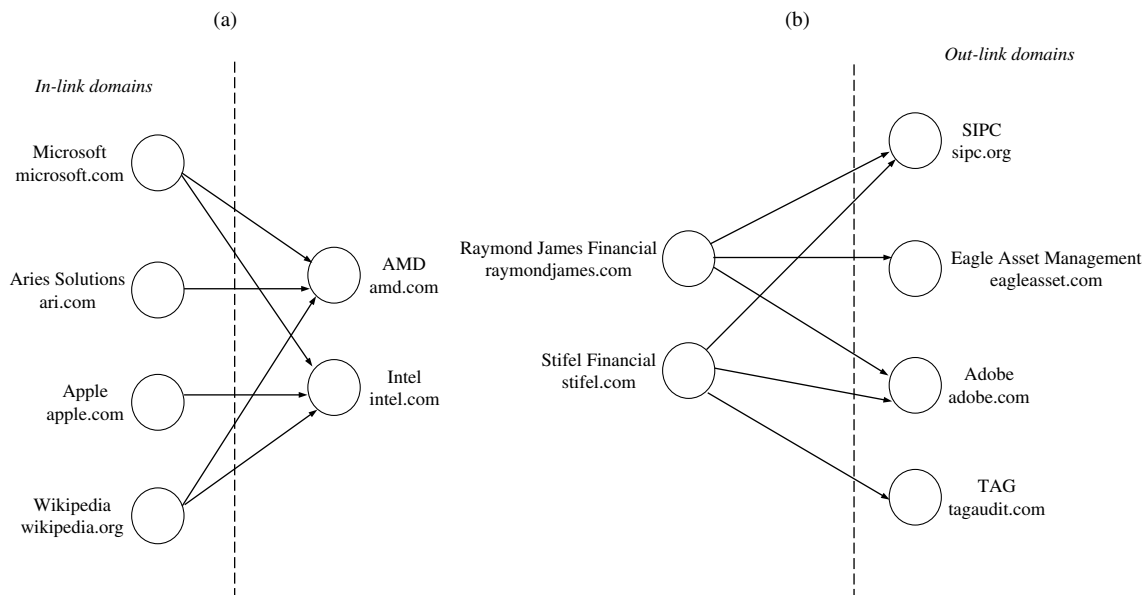 (a)
In-link domains
Microsoft
microsoft.com
Aries Solutions
ari.com
Apple
apple.com
Wikipedia
wikipedia.org
AMD
amd.com
Intel
intel.com
(b)
Out-link domains
Raymond James Financial
raymondjames.com
Stifel Financial
stifel.com
SIPC
sipc.org
Eagle Asset Management
eagleasset.com
Adobe
adobe.com
TAG
tagaudit.com